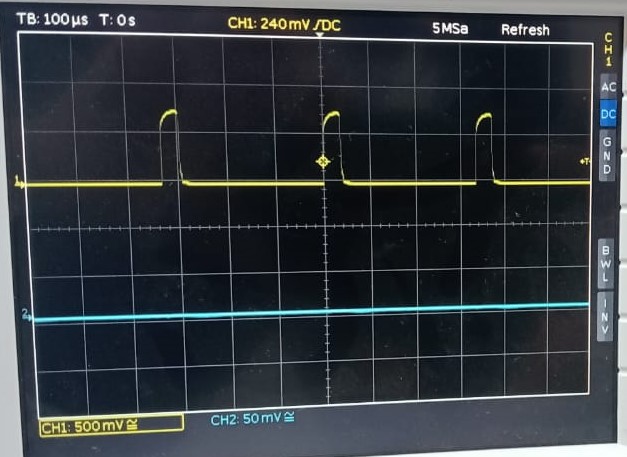 TB: 100µs T: 0s CH1: 240mV ⎎DC 5MSa Refresh
CH1
AC
DC
GND
1
T
BWL
2
INV
CH1: 500mV≅
CH2: 50mV≅